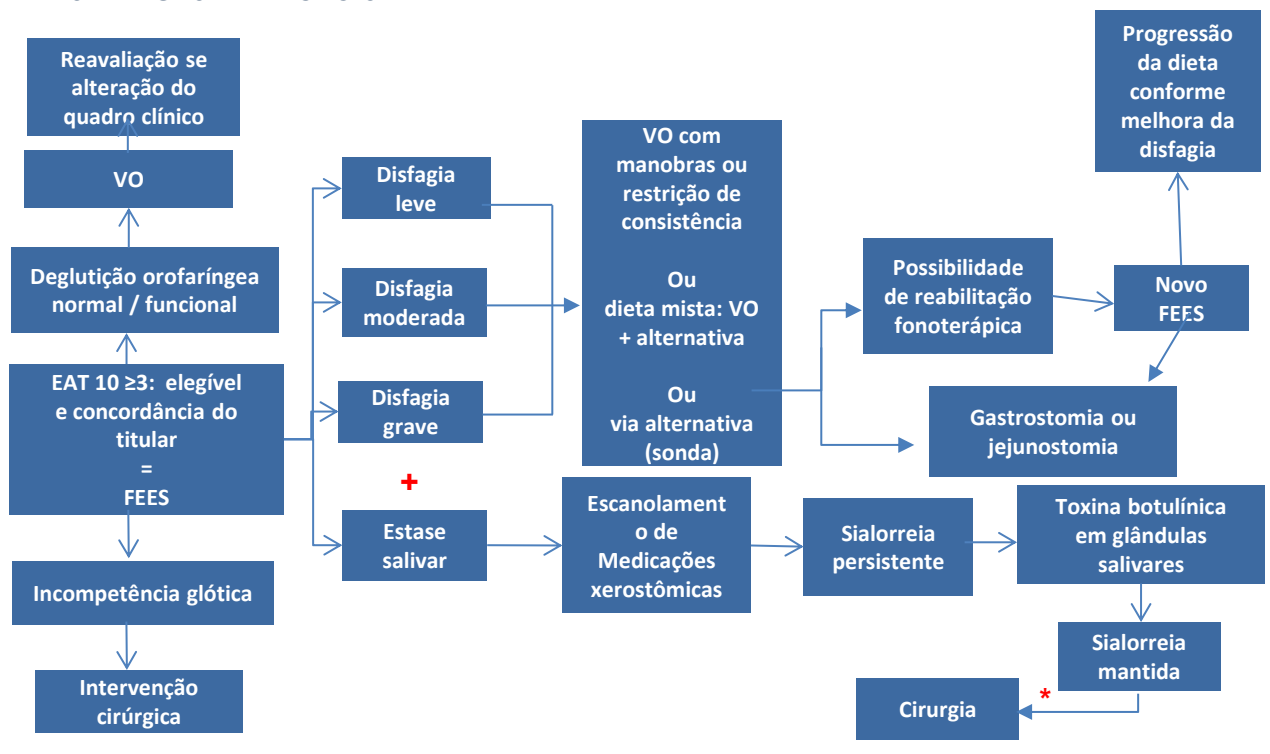 Reavaliação se
alteração do
quadro clínico
VO
Deglutição orofaríngea
normal / funcional
EAT 10 ≥3: elegível
e concordância do
titular
=
FEES
Incompetência glótica
Intervenção
cirúrgica
Disfagia
leve
Disfagia
moderada
Disfagia
grave
+
Estase
salivar
VO com
manobras ou
restrição de
consistência
Ou
dieta mista: VO
+ alternativa
Ou
via alternativa
(sonda)
Escanolament
o de
Medicações
xerostômicas
Possibilidade
de reabilitação
fonoterápica
Novo
FEES
Progressão
da dieta
conforme
melhora da
disfagia
Gastrostomia ou
jejunostomia
Sialorreia
persistente
Toxina botulínica
em glândulas
salivares
Sialorreia
mantida
*
Cirurgia